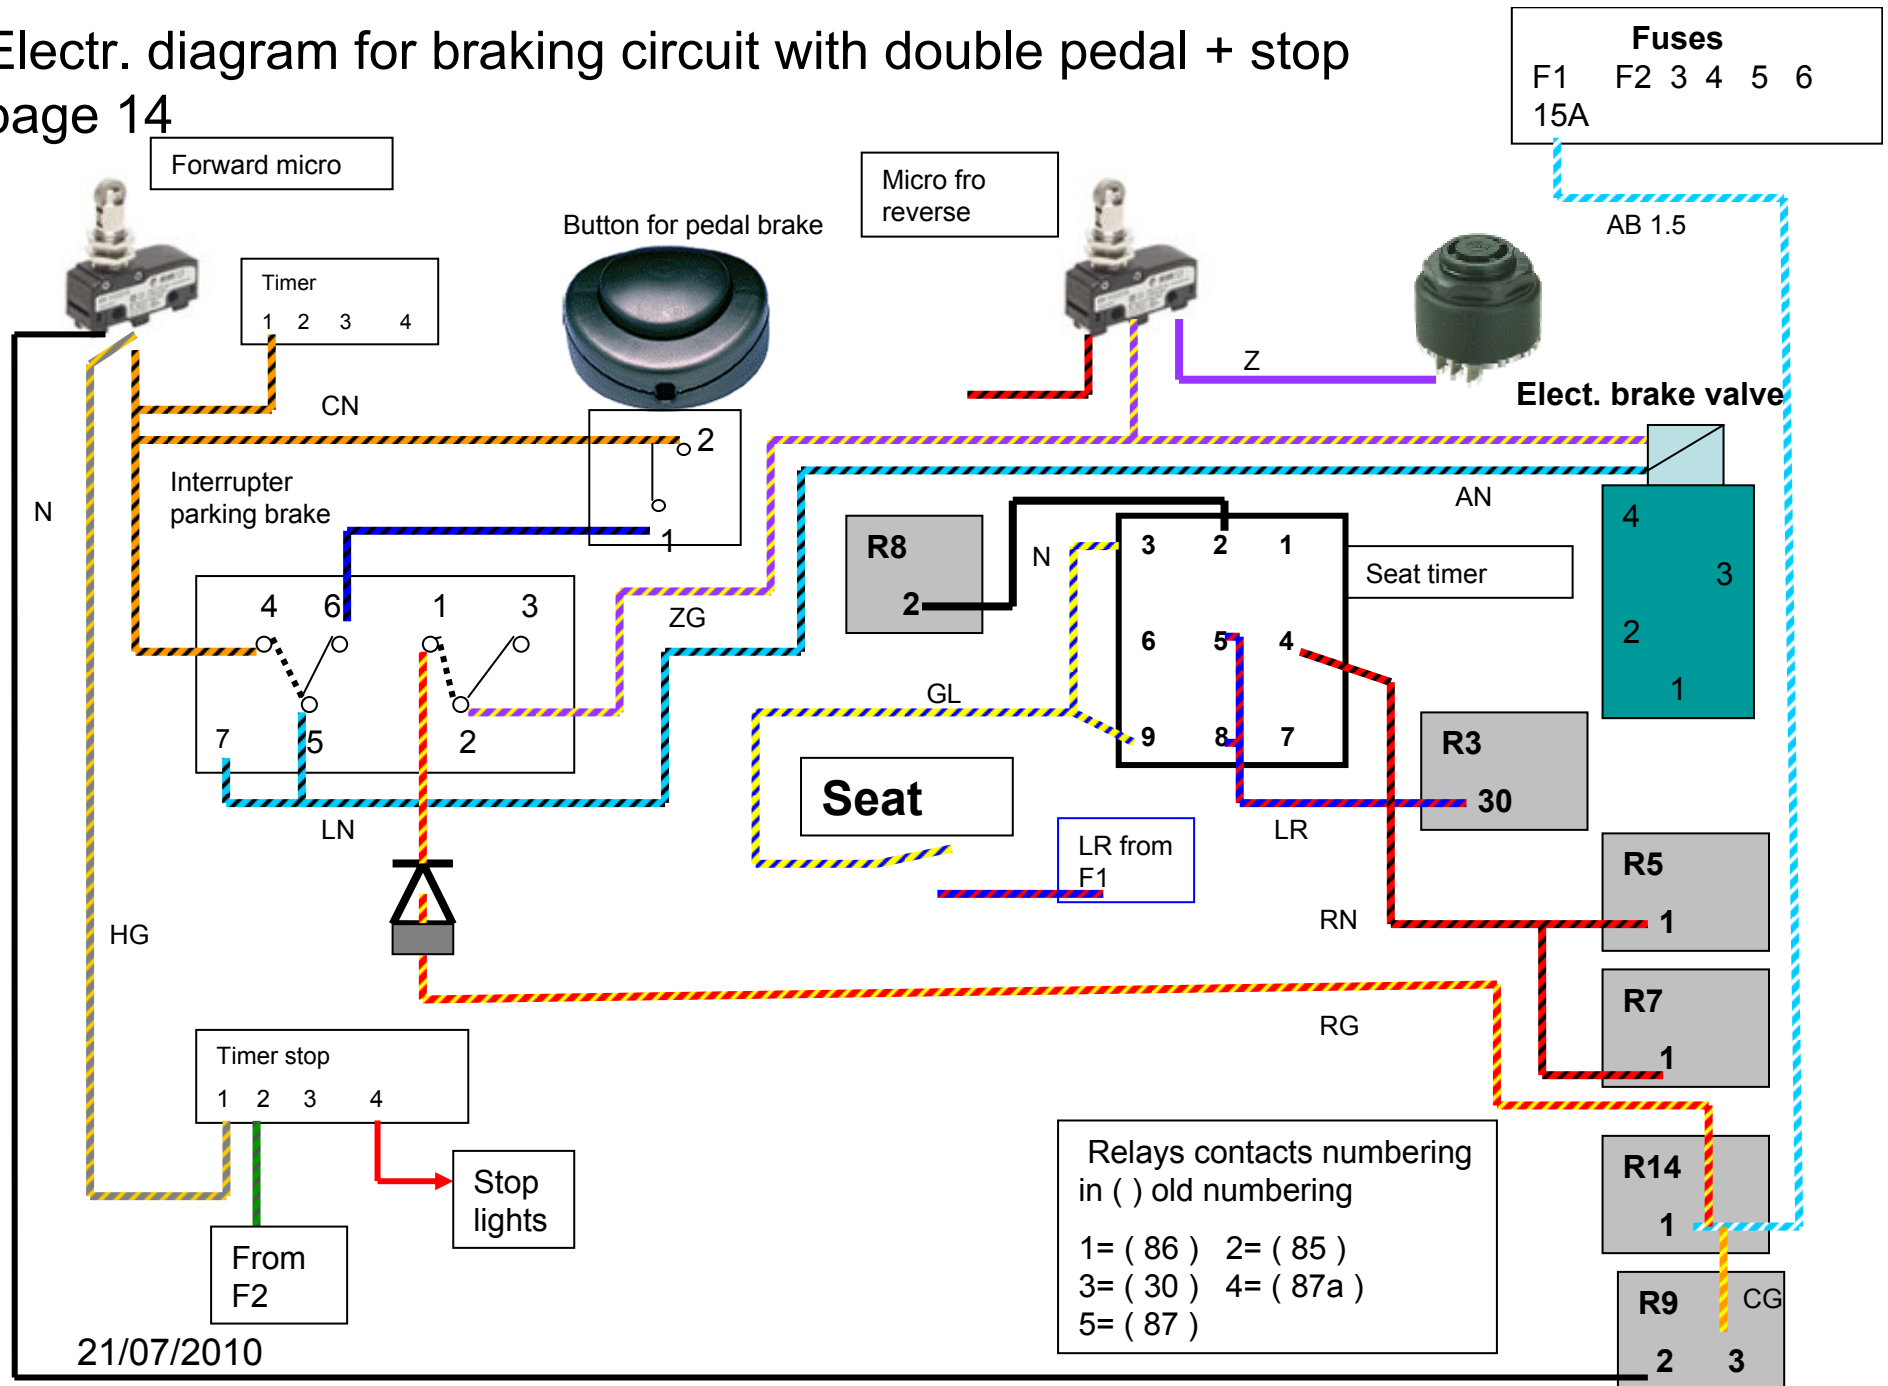 Electr. diagram for braking circuit with double pedal + stop
page 14
Fuses
F1 F2 3 4 5 6
15A
Forward micro
Micro fro
reverse
Button for pedal brake
AB 1.5
Timer
1 2 3 4
Z
Elect. brake valve
CN
2
Interrupter
parking brake
N
1
AN
4
3
2
1
R8
2
N
3 2 1
6 5 4
9 8 7
Seat timer
4 6 1 3
7 5 2
ZG
GL
R3
30
Seat
LN
LR
LR from
F1
R5
1
HG
RN
R7
1
RG
Timer stop
1 2 3 4
Stop
lights
From
F2
Relays contacts numbering
in ( ) old numbering
1= ( 86 ) 2= ( 85 )
3= ( 30 ) 4= ( 87a )
5= ( 87 )
R14
1
R9
CG
2 3
21/07/2010